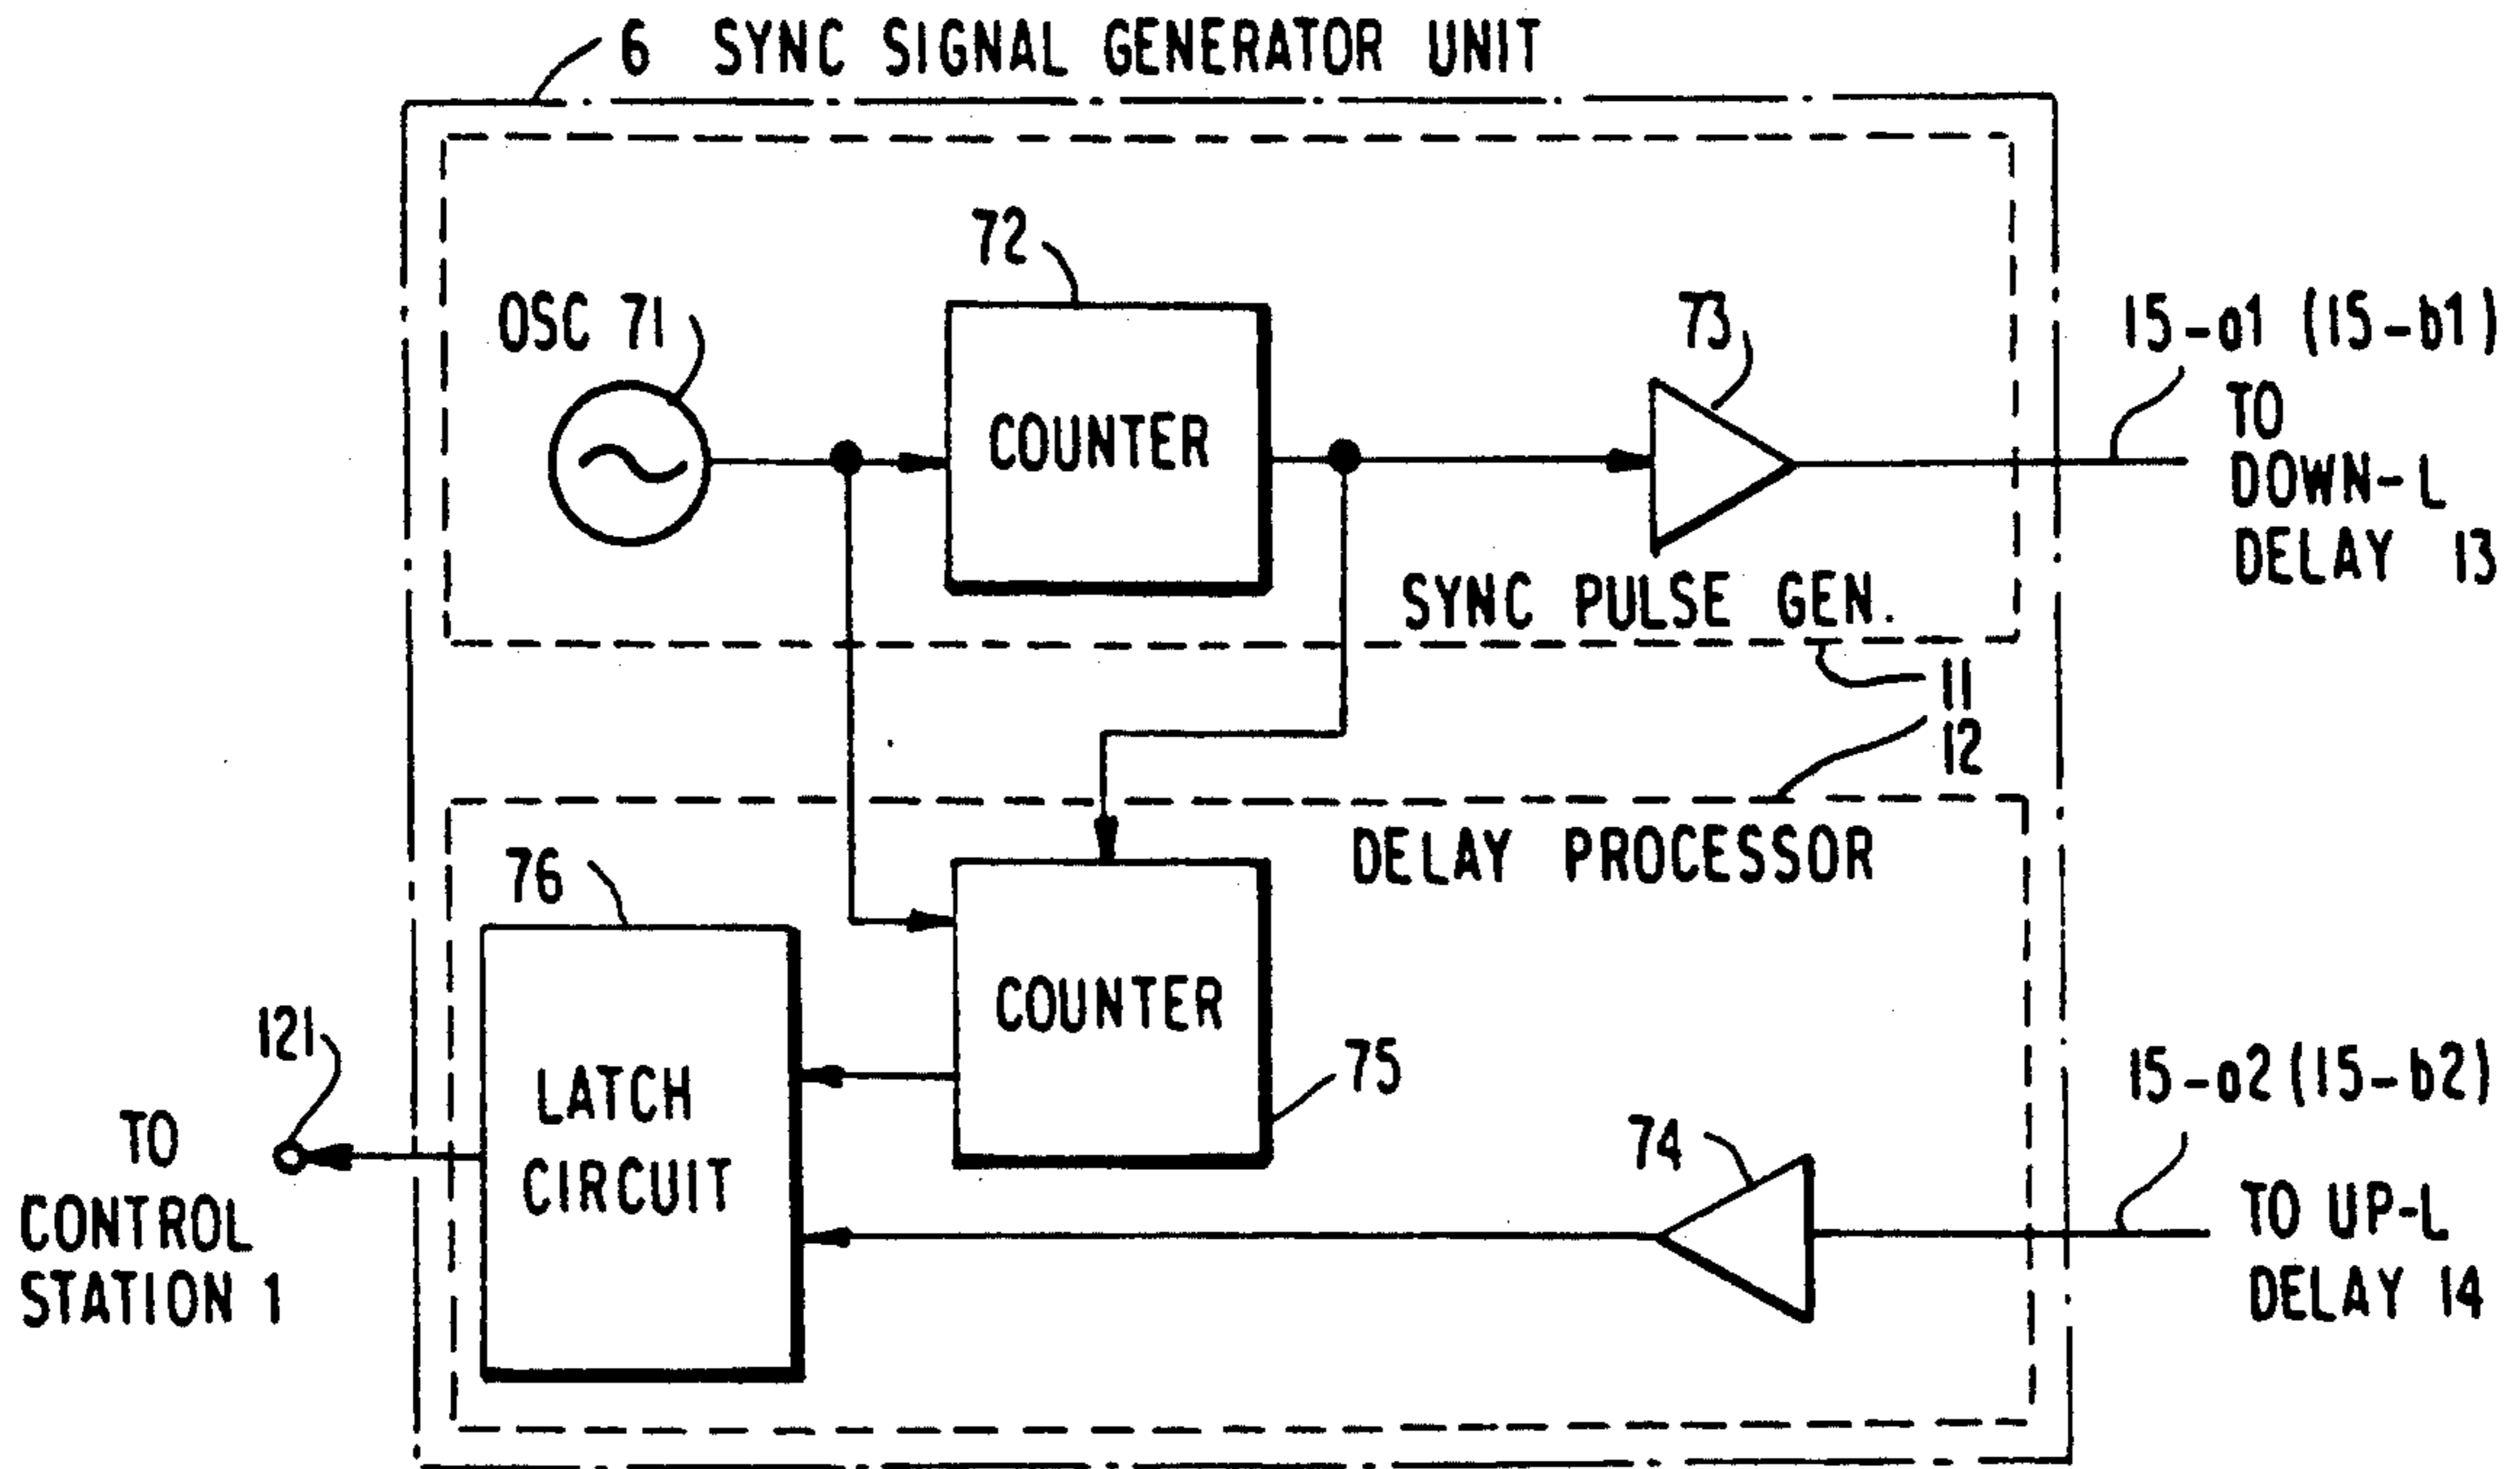 6 SYNC SIGNAL GENERATOR UNIT
72
OSC 71
COUNTER
73
15-a1 (15-b1)
TO
DOWN-L
DELAY 13
SYNC PULSE GEN.
11
12
DELAY PROCESSOR
76
COUNTER
75
121
LATCH
CIRCUIT
TO
CONTROL
STATION 1
74
15-a2 (15-b2)
TO UP-L
DELAY 14